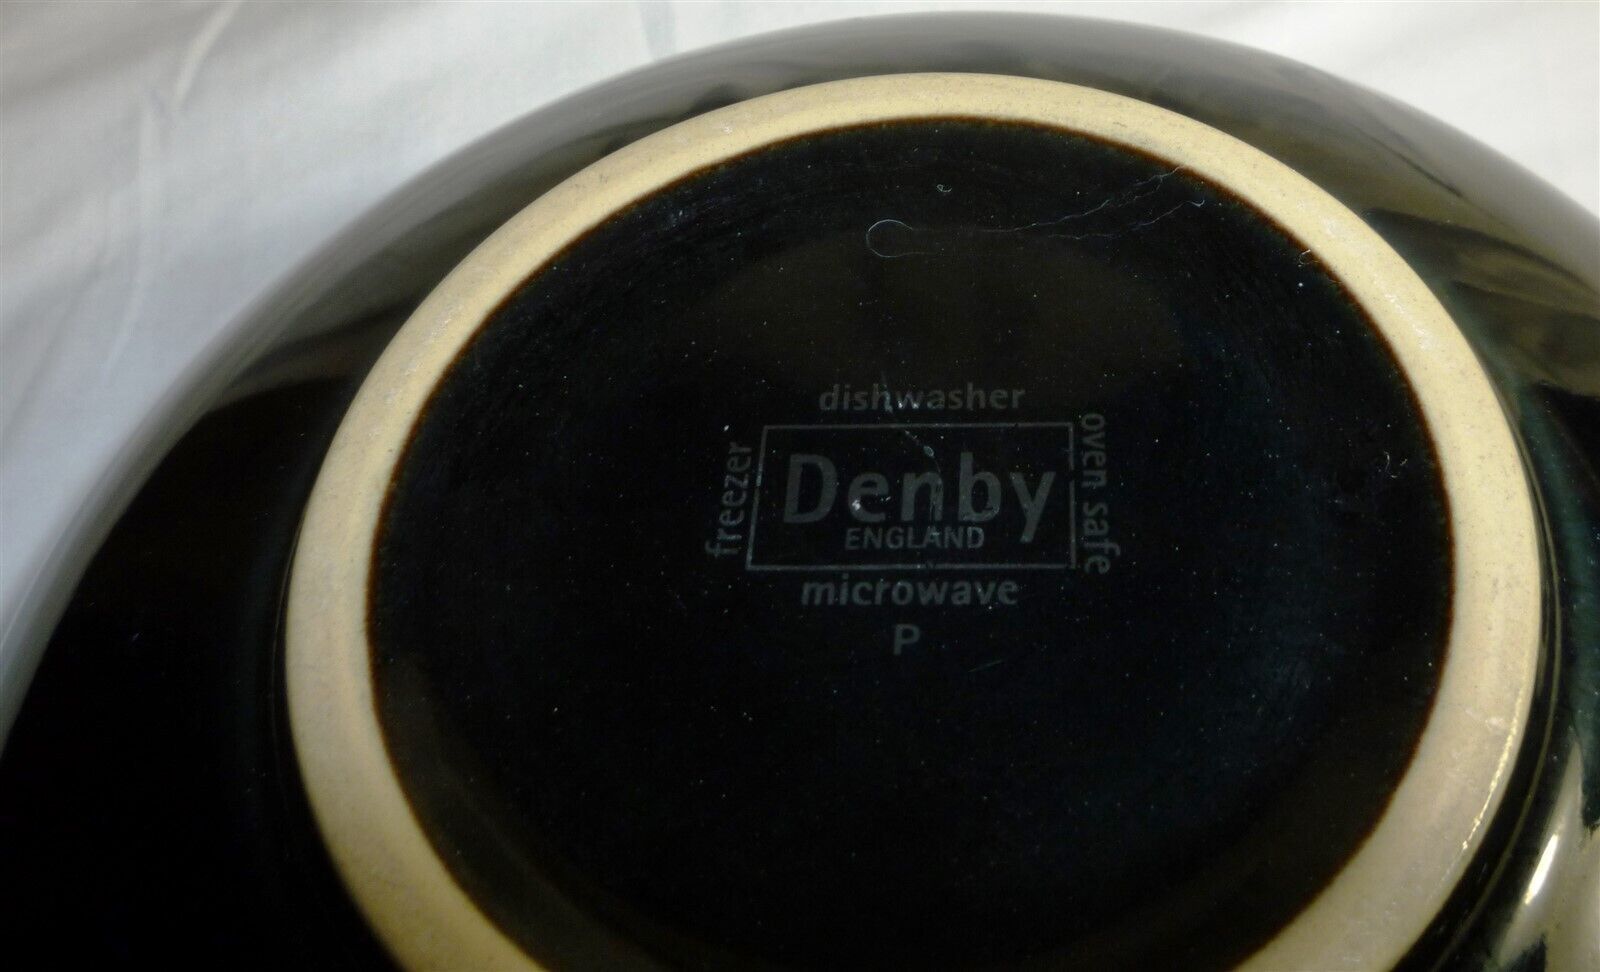 dishwasher
freezer
Denby
ENGLAND
oven safe
microwave
P